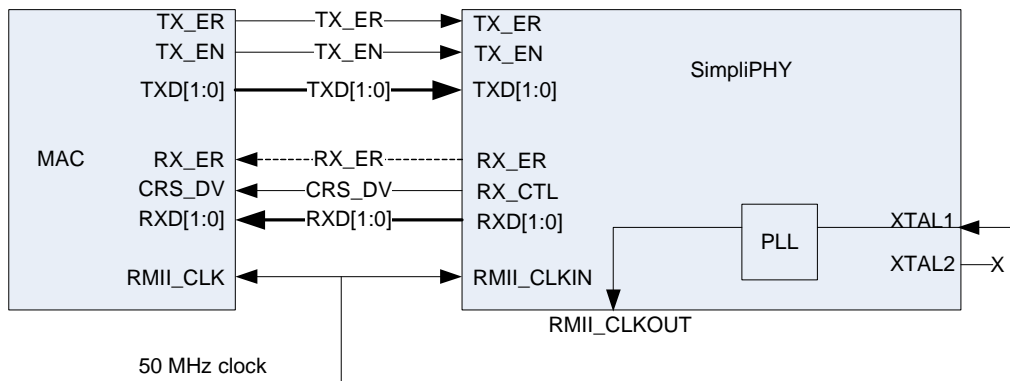 TX_ER TX_ER TX_ER
TX_EN TX_EN TX_EN
SimpliPHY
TXD[1:0] TXD[1:0] TXD[1:0]
MAC
RX_ER RX_ER RX_ER
CRS_DV CRS_DV RX_CTL
RXD[1:0] RXD[1:0] RXD[1:0]
XTAL1
PLL
XTAL2 X
RMII_CLK RMII_CLKIN
RMII_CLKOUT
50 MHz clock